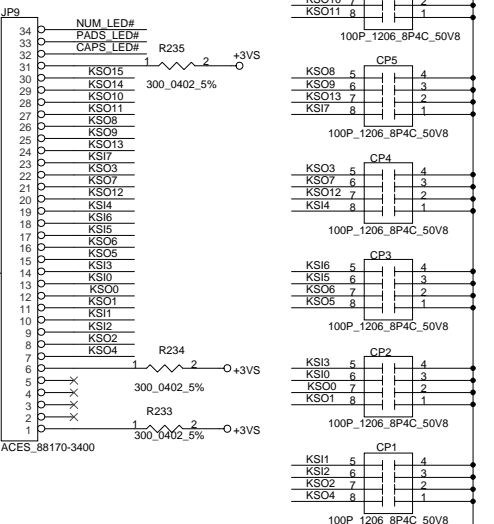 JP9
34 NUM_LED#
33 PADS_LED#
32 CAPS_LED#
31 1 R235 2 +3VS
300_0402_5%
30 KSO15
29 KSO14
28 KSO10
27 KSO11
26 KSO8
25 KSO9
24 KSO13
23 KSI7
22 KSO3
21 KSO7
20 KSO12
19 KSI4
18 KSI6
17 KSI5
16 KSO6
15 KSO5
14 KSI3
13 KSI0
12 KSO0
11 KSO1
10 KSI1
9 KSI2
8 KSO2
7 KSO4
6 1 R234 2 +3VS
300_0402_5%
5
4
3
2
R233
1 1 2 +3VS
300_0402_5%
ACES_88170-3400
KSO10 7 2
KSO11 8 1
100P_1206_8P4C_50V8
CP5
KSO8 5 4
KSO9 6 3
KSO13 7 2
KSI7 8 1
100P_1206_8P4C_50V8
CP4
KSO3 5 4
KSO7 6 3
KSO12 7 2
KSI4 8 1
100P_1206_8P4C_50V8
CP3
KSI6 5 4
KSI5 6 3
KSO6 7 2
KSO5 8 1
100P_1206_8P4C_50V8
CP2
KSI3 5 4
KSI0 6 3
KSO0 7 2
KSO1 8 1
100P_1206_8P4C_50V8
CP1
KSI1 5 4
KSI2 6 3
KSO2 7 2
KSO4 8 1
100P_1206_8P4C_50V8